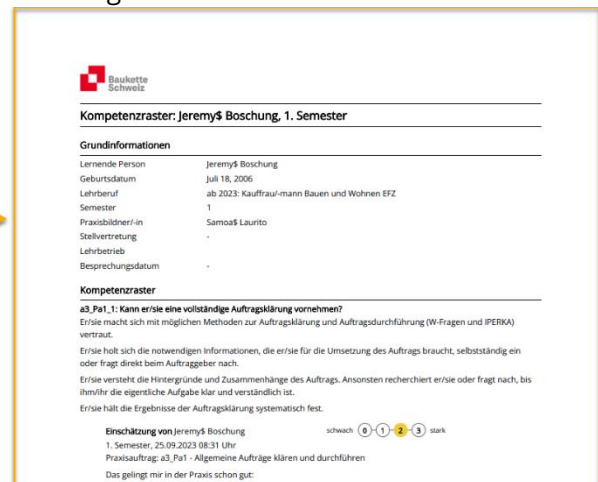 Baukette
Schweiz
Kompetenzraster: Jeremy$ Boschung, 1. Semester
Grundinformationen
Lernende Person Jeremy$ Boschung
Geburtsdatum Juli 18, 2006
Lehrberuf ab 2023: Kauffrau/-mann Bauen und Wohnen EFZ
Semester 1
Praxisbildner/-in Samoa$ Laurito
Stellvertretung -
Lehrbetrieb
Besprechungsdatum -
Kompetenzraster
a3_Pa1_1: Kann er/sie eine vollständige Auftragsklärung vornehmen?
Er/sie macht sich mit möglichen Methoden zur Auftragsklärung und Auftragsdurchführung (W-Fragen und IPERKA)
vertraut.
Er/sie holt sich die notwendigen Informationen, die er/sie für die Umsetzung des Auftrags braucht, selbstständig ein
oder fragt direkt beim Auftraggeber nach.
Er/sie versteht die Hintergründe und Zusammenhänge des Auftrags. Ansonsten recherchiert er/sie oder fragt nach, bis
ihm/ihr die eigentliche Aufgabe klar und verständlich ist.
Er/sie hält die Ergebnisse der Auftragsklärung systematisch fest.
Einschätzung von Jeremy$ Boschung schwach 0 1 2 3 stark
1. Semester, 25.09.2023 08:31 Uhr
Praxisauftrag: a3_Pa1 - Allgemeine Aufträge klären und durchführen
Das gelingt mir in der Praxis schon gut: